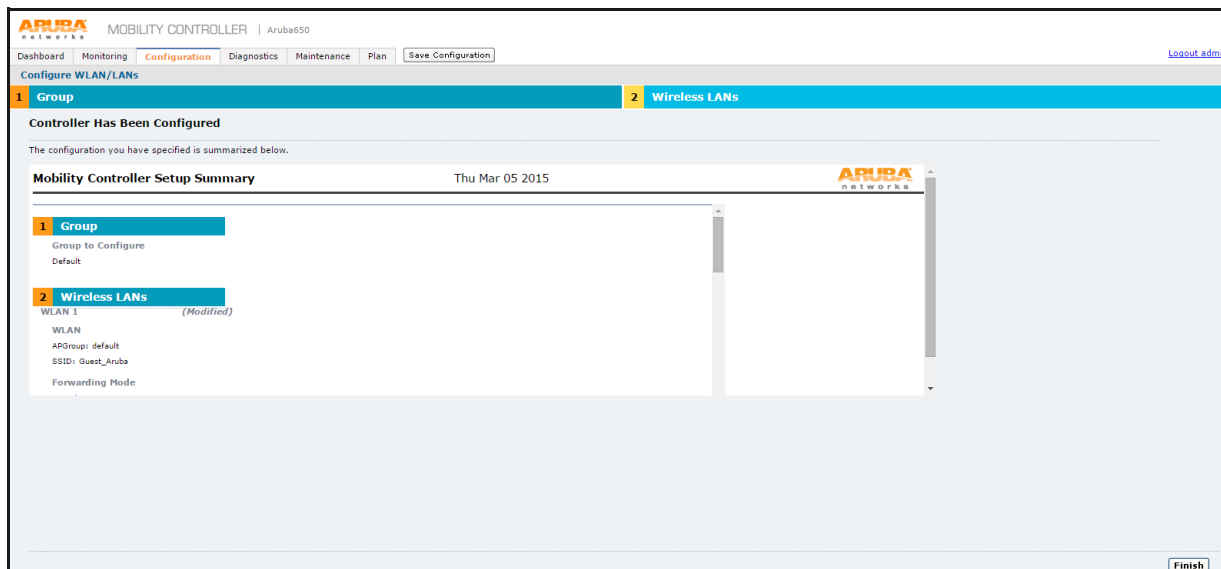 ARUBA networks MOBILITY CONTROLLER | Aruba650
Dashboard Monitoring Configuration Diagnostics Maintenance Plan Save Configuration Logout adm
Configure WLAN/LANs
1 Group 2 Wireless LANs
Controller Has Been Configured
The configuration you have specified is summarized below.
Mobility Controller Setup Summary Thu Mar 05 2015 ARUBA networks
1 Group
Group to Configure
Default
2 Wireless LANs
WLAN 1 (Modified)
WLAN
APGroup: default
SSID: Guest_Aruba
Forwarding Mode
Finish